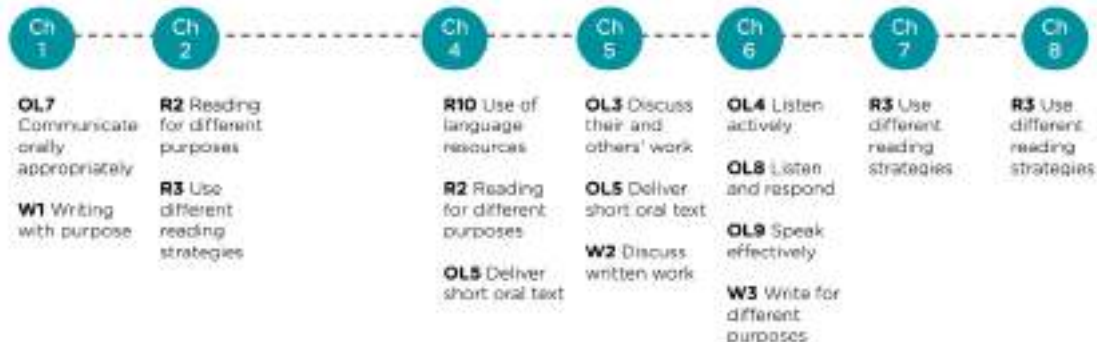 Ch
1
Ch
2
Ch
4
Ch
5
Ch
6
Ch
7
Ch
8
OL7
Communicate
orally
appropriately
W1 Writing
with purpose
R2 Reading
for different
purposes
R3 Use
different
reading
strategies
R10 Use of
language
resources
R2 Reading
for different
purposes
OL5 Deliver
short oral text
OL3 Discuss
their and
others' work
OL5 Deliver
short oral text
W2 Discuss
written work
OL4 Listen
actively
OL8 Listen
and respond
OL9 Speak
effectively
W3 Write for
different
purposes
R3 Use
different
reading
strategies
R3 Use
different
reading
strategies